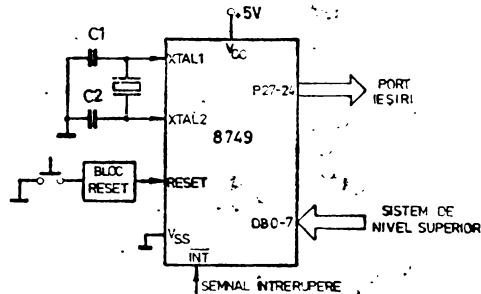 +5V
C1
XTAL1
VCC
P27-24
PORT
IEȘIRI
C2
XTAL2
8749
BLOC
RESET
RESET
DB0-7
SISTEM DE
NIVEL SUPERIOR
VSS
INT
SEMNAL ÎNTRERUPERE